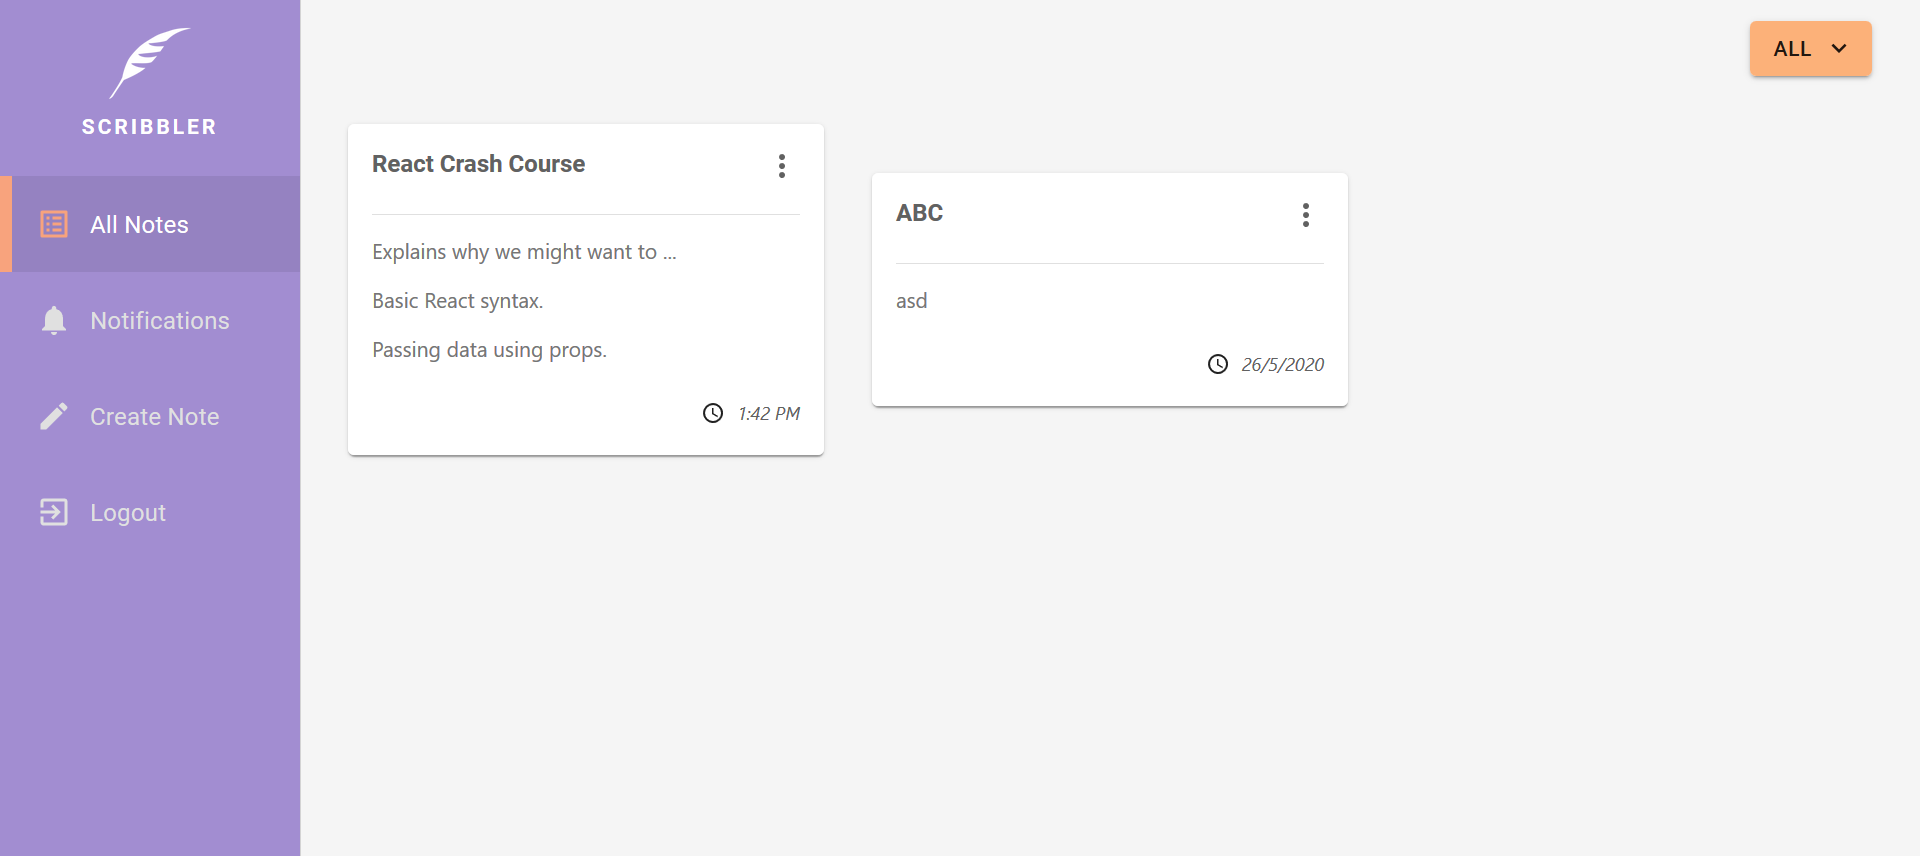 SCRIBBLER
All Notes
Notifications
Create Note
Logout
ALL
React Crash Course
Explains why we might want to ...
Basic React syntax.
Passing data using props.
1:42 PM
ABC
asd
26/5/2020